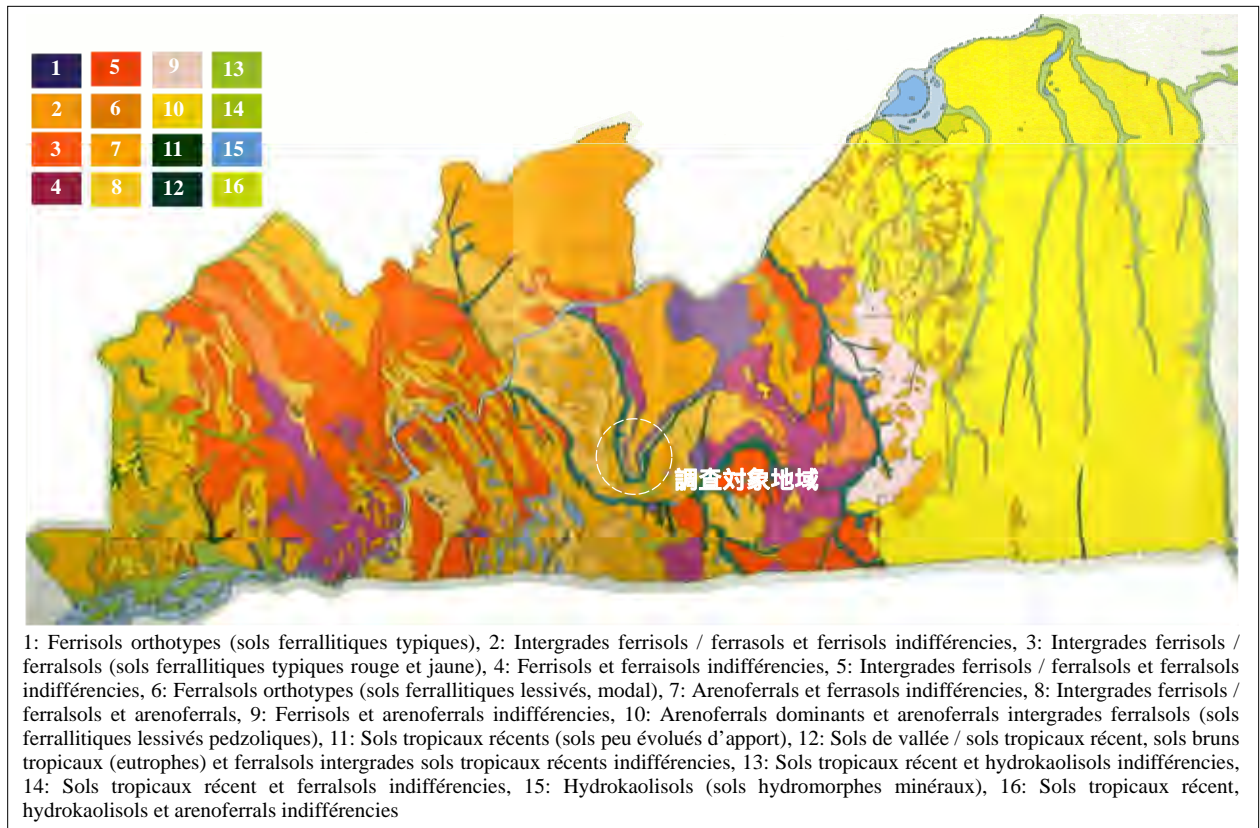 1 5 9 13
2 6 10 14
3 7 11 15
4 8 12 16
調査対象地域
1: Ferrisols orthotypes (sols ferrallitiques typiques), 2: Intergrades ferrisols / ferrasols et ferrisols indifférencies, 3: Intergrades ferrisols /
ferralsols (sols ferrallitiques typiques rouge et jaune), 4: Ferrisols et ferraisols indifférencies, 5: Intergrades ferrisols / ferralsols et ferralsols
indifférencies, 6: Ferralsols orthotypes (sols ferrallitiques lessivés, modal), 7: Arenoferrals et ferrasols indifférencies, 8: Intergrades ferrisols /
ferralsols et arenoferrals, 9: Ferrisols et arenoferrals indifférencies, 10: Arenoferrals dominants et arenoferrals intergrades ferralsols (sols
ferrallitiques lessivés pedzoliques), 11: Sols tropicaux récents (sols peu évolués d’apport), 12: Sols de vallée / sols tropicaux récent, sols bruns
tropicaux (eutrophes) et ferralsols intergrades sols tropicaux récents indifférencies, 13: Sols tropicaux récent et hydrokaolisols indifférencies,
14: Sols tropicaux récent et ferralsols indifférencies, 15: Hydrokaolisols (sols hydromorphes minéraux), 16: Sols tropicaux récent,
hydrokaolisols et arenoferrals indifférencies